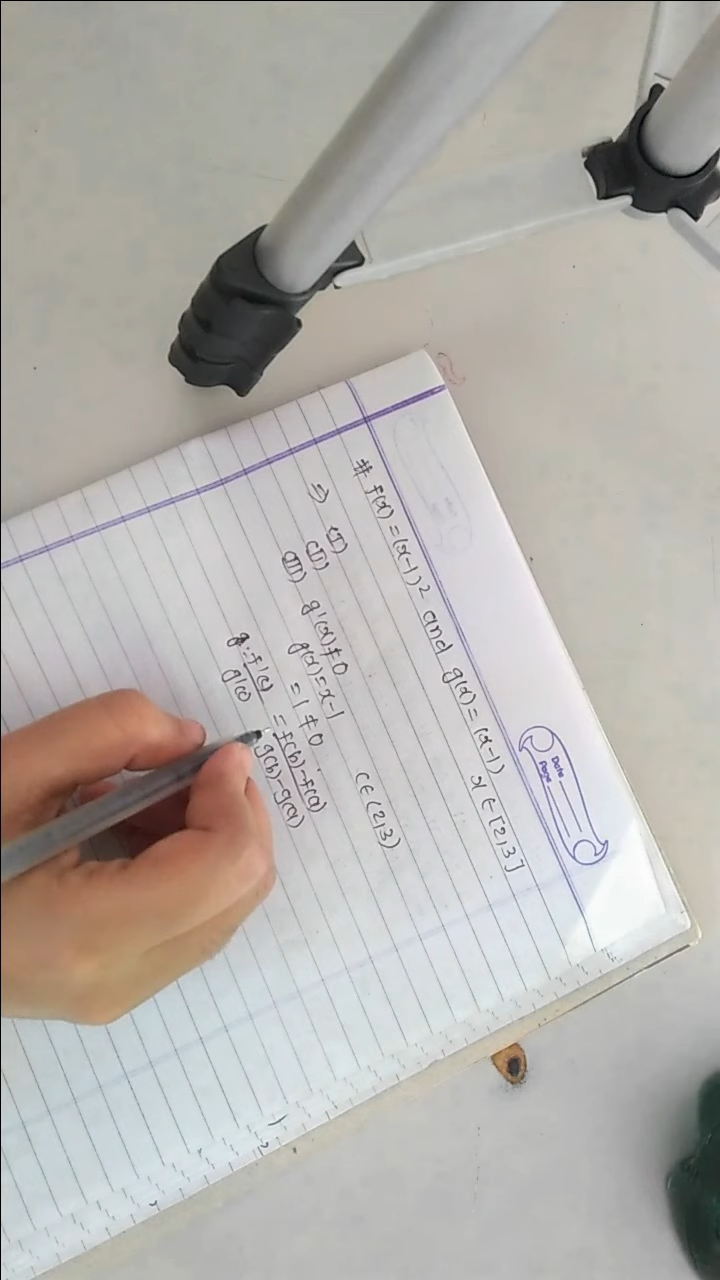 Date
Page
# f(x) = (x-1)² and g(x) = (x-1) x ∈ [2,3]
(I)
⇒ (II) c ∈ (2,3)
(III) g'(x) ≠ 0
g(x) = x-1
= 1 ≠ 0
f'(c) / g'(c) = f(b)-f(a) / g(b)-g(a)